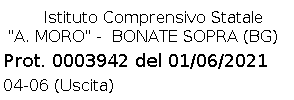 Istituto Comprensivo Statale
"A. MORO" - BONATE SOPRA (BG)
Prot. 0003942 del 01/06/2021
04-06 (Uscita)